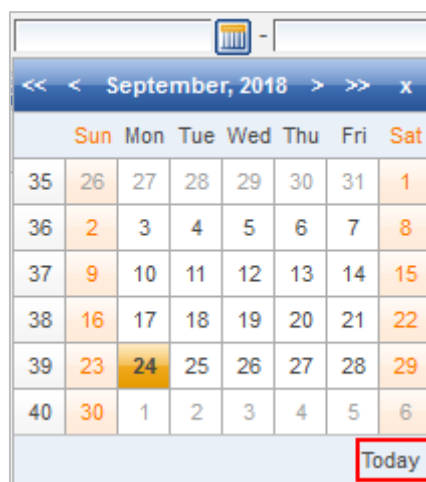 -
<< < September, 2018 > >> x
Sun Mon Tue Wed Thu Fri Sat
35 26 27 28 29 30 31 1
36 2 3 4 5 6 7 8
37 9 10 11 12 13 14 15
38 16 17 18 19 20 21 22
39 23 24 25 26 27 28 29
40 30 1 2 3 4 5 6
Today